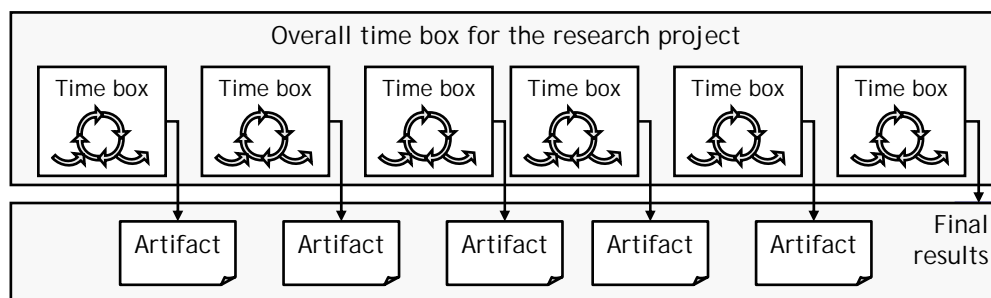 Overall time box for the research project
Time box
Time box
Time box
Time box
Time box
Time box
Artifact
Artifact
Artifact
Artifact
Artifact
Final
results